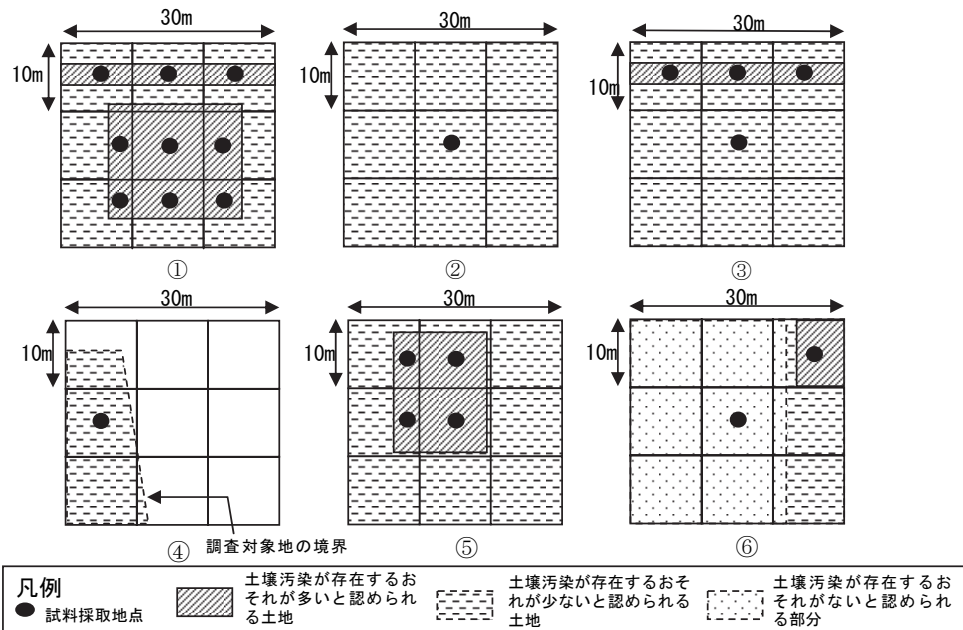 30m
30m
30m
10m
10m
10m
①
②
③
30m
30m
30m
10m
10m
10m
調査対象地の境界
④
⑤
⑥
凡例
試料採取地点
土壌汚染が存在するお
それが多いと認められ
る土地
土壌汚染が存在するおそ
れが少ないと認められる
土地
土壌汚染が存在するお
それがないと認められ
る部分